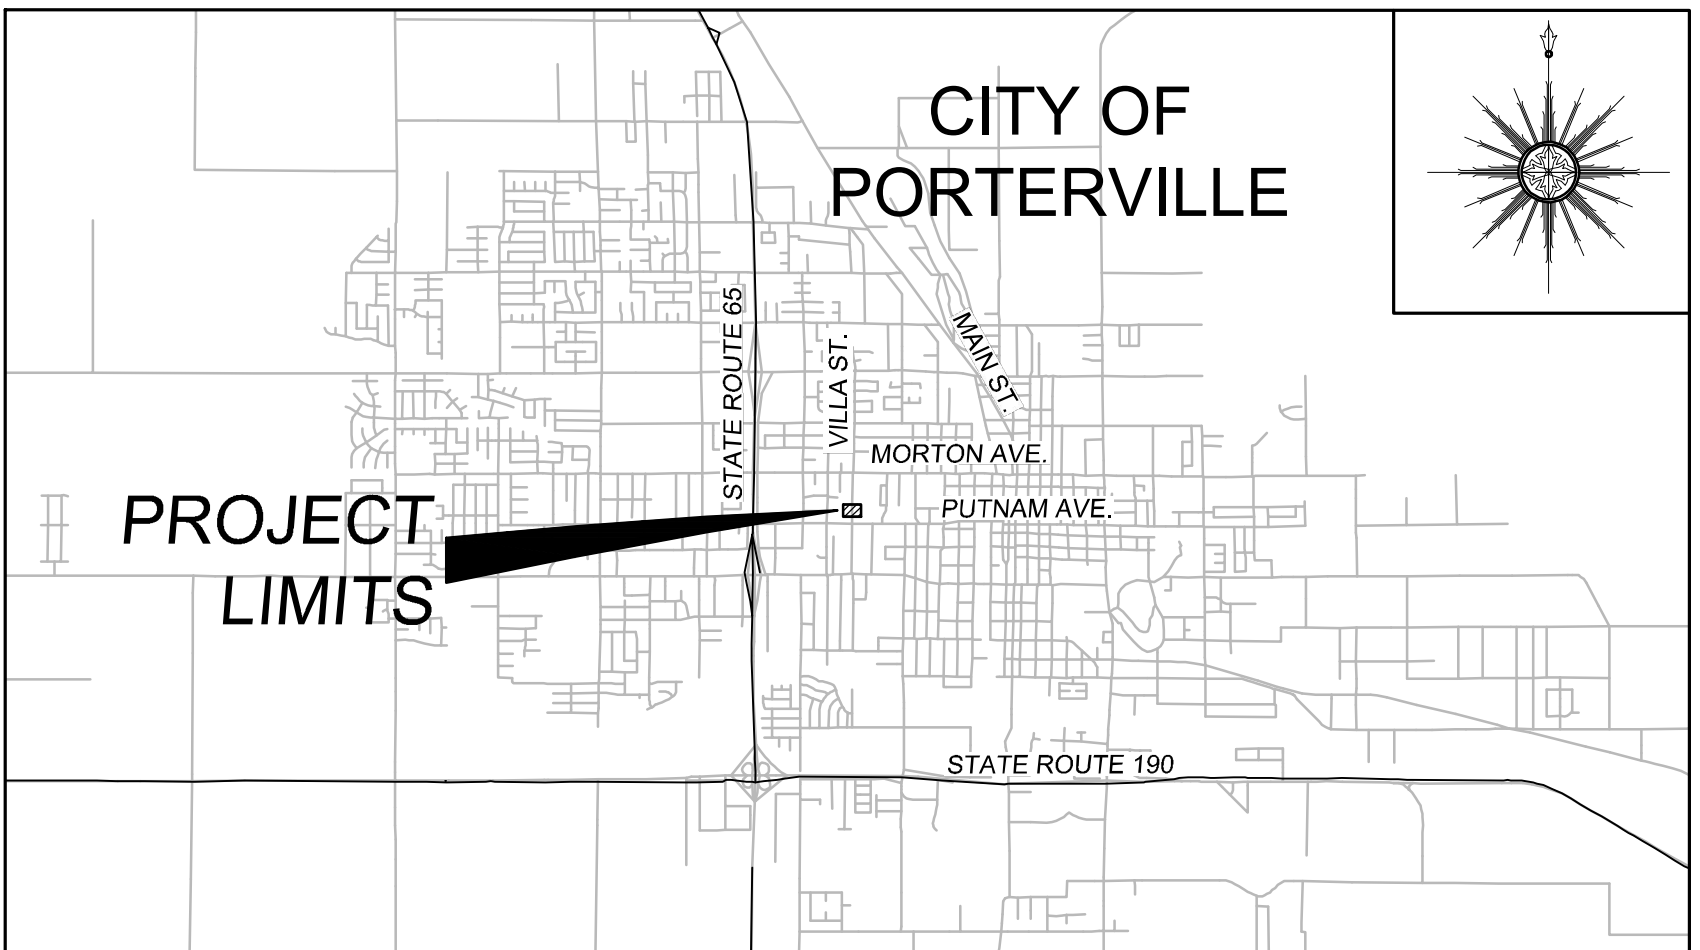 CITY OF
PORTERVILLE
STATE ROUTE 65
VILLA ST.
MAIN ST.
MORTON AVE.
PUTNAM AVE.
PROJECT
LIMITS
STATE ROUTE 190